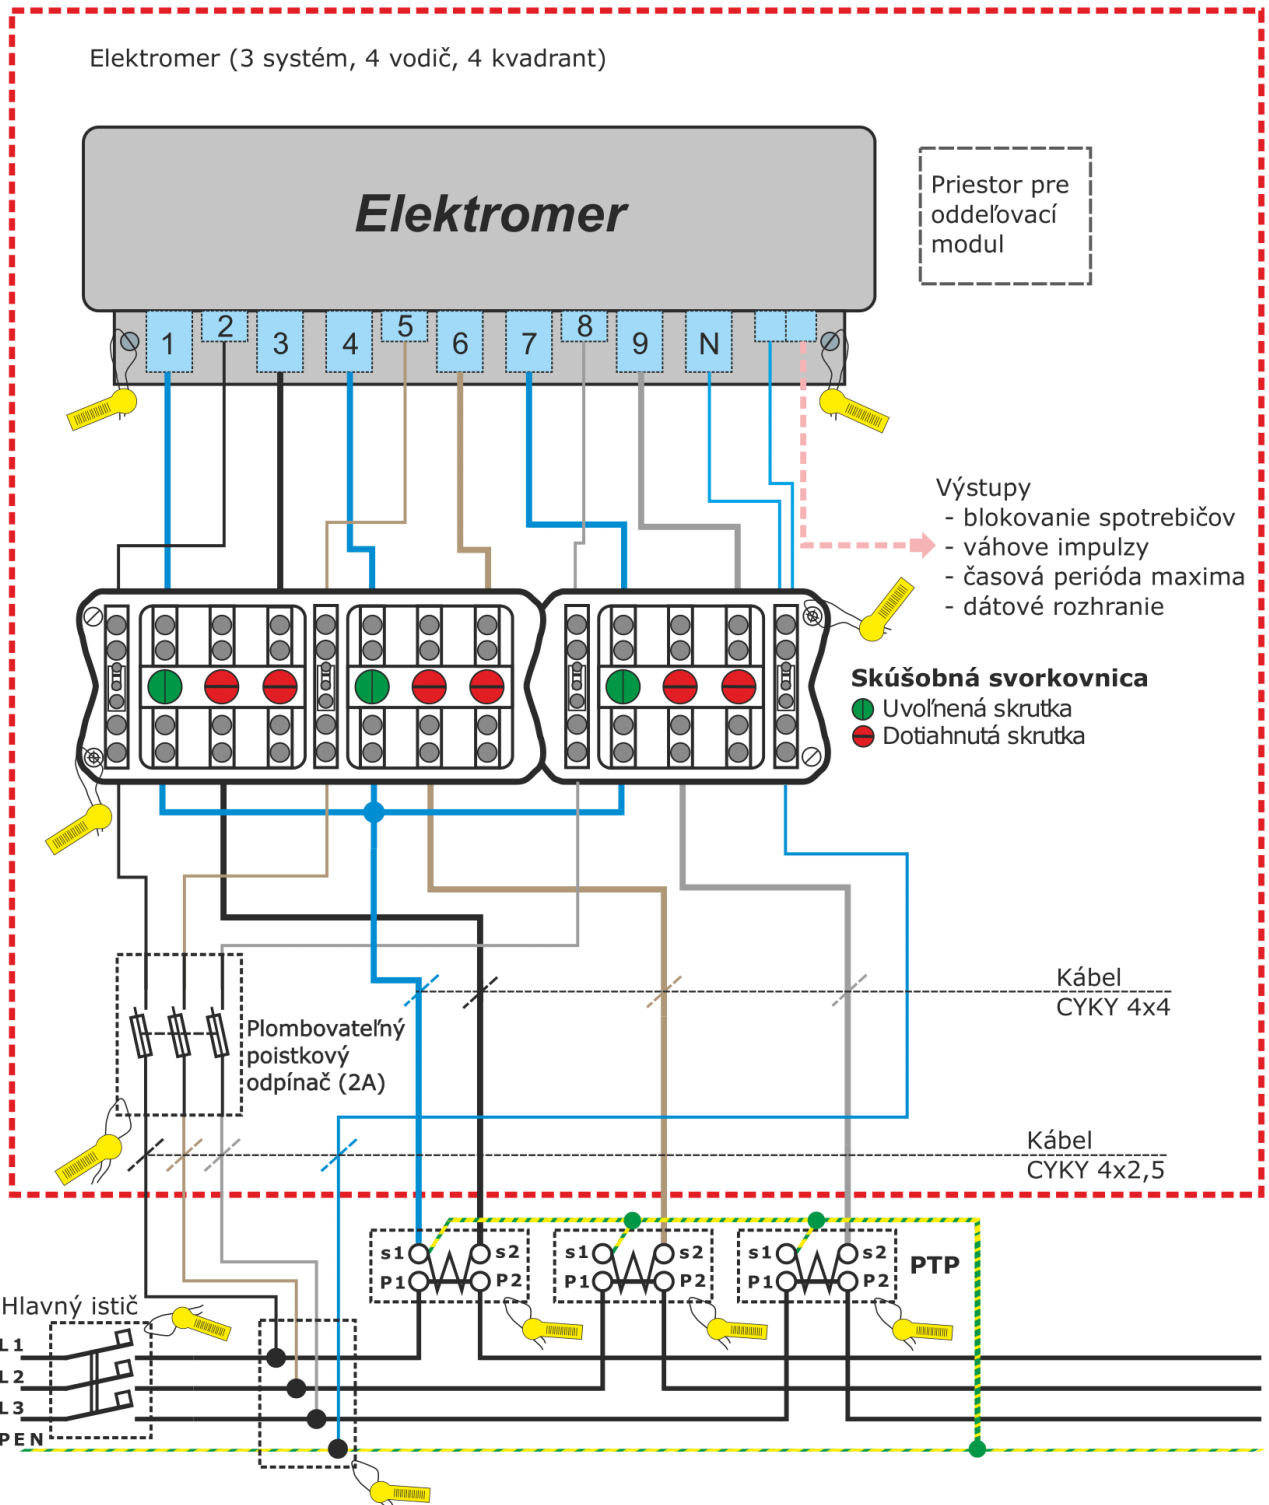 Elektromer (3 systém, 4 vodič, 4 kvadrant)
Elektromer
Priestor pre
oddeľovací
modul
1 2 3 4 5 6 7 8 9 N
Výstupy
- blokovanie spotrebičov
- váhove impulzy
- časová perióda maxima
- dátové rozhranie
Skúšobná svorkovnica
Uvoľnená skrutka
Dotiahnutá skrutka
Kábel
CYKY 4x4
Plombovateľný
poistkový
odpínač (2A)
Kábel
CYKY 4x2,5
s1 s2 s1 s2 s1 s2
P1 P2 P1 P2 P1 P2
PTP
Hlavný istič
L1
L2
L3
PEN